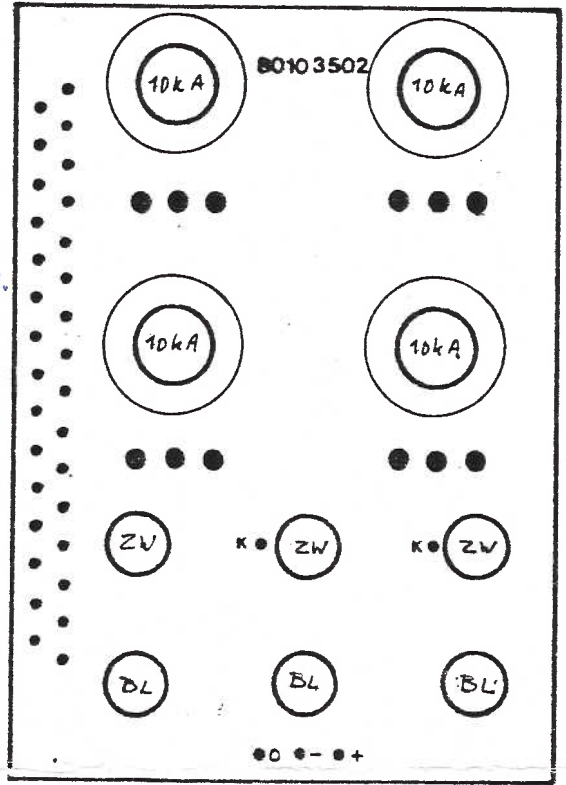 10kA 80103502 10kA
10kA 10kA
ZW K ZW K ZW
BL BL BL
0 - +